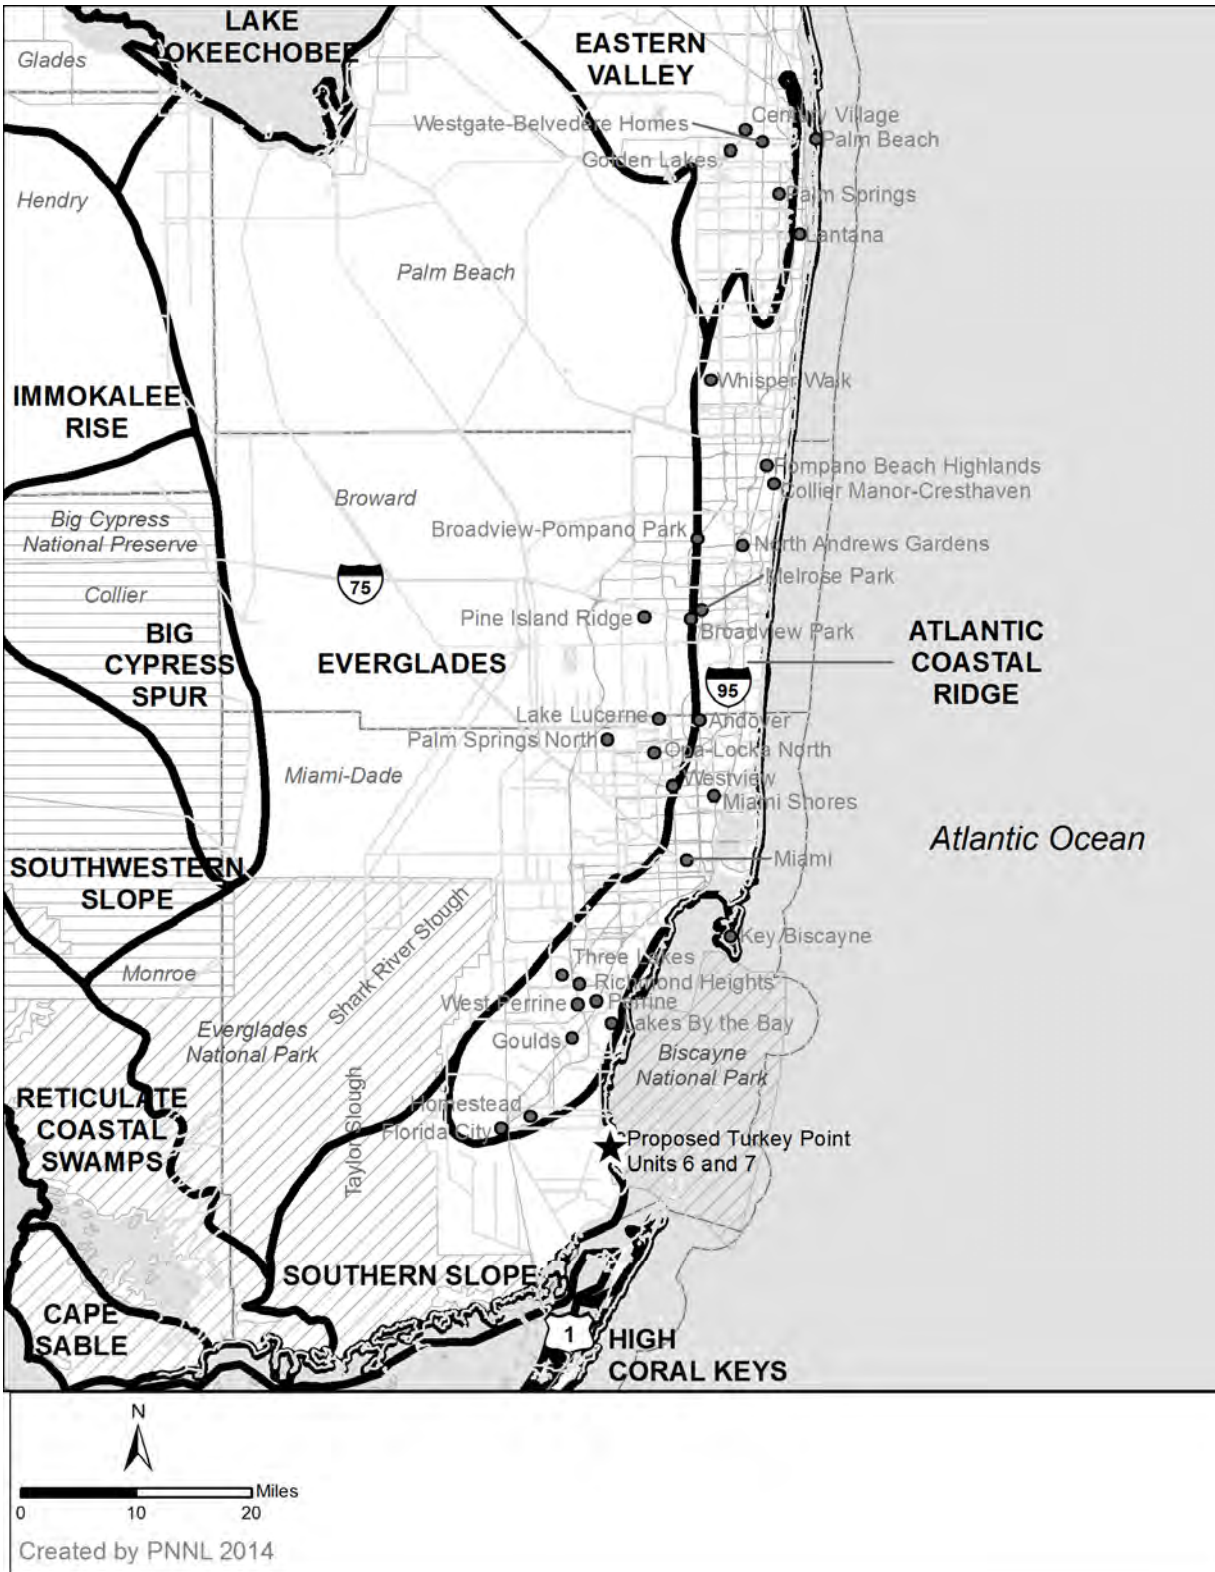 LAKE
OKEECHOBEE
Glades
EASTERN
VALLEY
Century Village
Westgate-Belvedere Homes
Palm Beach
Golden Lakes
Hendry
Palm Springs
Lantana
Palm Beach
Whisper Walk
IMMOKALEE
RISE
Pompano Beach Highlands
Collier Manor-Cresthaven
Broward
Big Cypress
National Preserve
Broadview-Pompano Park
North Andrews Gardens
Melrose Park
75
Collier
Pine Island Ridge
Broadview Park
BIG
CYPRESS
SPUR
EVERGLADES
ATLANTIC
COASTAL
RIDGE
95
Lake Lucerne
Andover
Palm Springs North
Opa-Locka North
Miami-Dade
Westview
Miami Shores
Atlantic Ocean
Miami
SOUTHWESTERN
SLOPE
Shark River Slough
Key Biscayne
Three Lakes
Monroe
Richmond Heights
West Perrine
Perrine
Lakes By the Bay
Everglades
National Park
Goulds
Biscayne
National Park
RETICULATE
COASTAL
SWAMPS
Taylor Slough
Homestead
Florida City
Proposed Turkey Point
Units 6 and 7
SOUTHERN SLOPE
CAPE
SABLE
1
HIGH
CORAL KEYS
N
Miles
0 10 20
Created by PNNL 2014